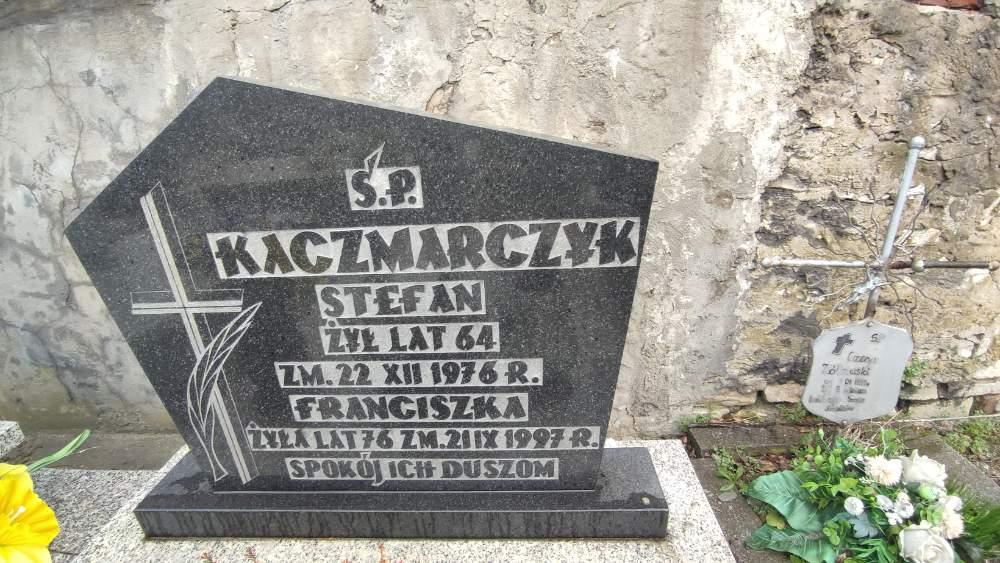 Ś.P.
KACZMARCZYK
STEFAN
ŻYŁ LAT 64
ZM. 22 XII 1976 R.
FRANCISZKA
ŻYŁA LAT 76 ZM. 21 IX 1997 R.
SPOKÓJ ICH DUSZOM